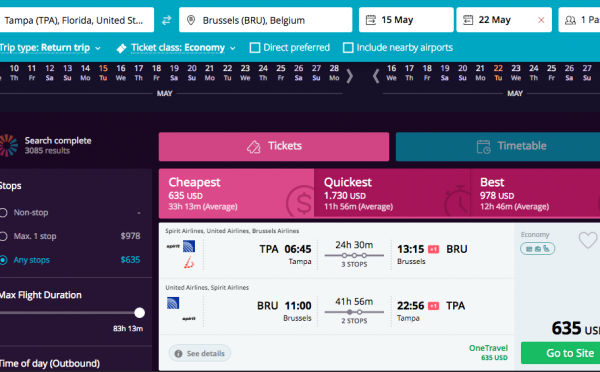 Tampa (TPA), Florida, United St...
Brussels (BRU), Belgium
15 May
22 May
1 Pa
Trip type: Return trip
Ticket class: Economy
Direct preferred
Include nearby airports
10 11 12 13 14 15 16 17 18 19 20 21 22 23 24 25 26 27 28
Th Fr Sa Su Mo Tu We Th Fr Sa Su Mo Tu We Th Fr Sa Su Mo
MAY
16 17 18 19 20 21 22 23 24 25 26 27
We Th Fr Sa Su Mo Tu We Th Fr Sa Su
MAY
Search complete
3085 results
Tickets
Timetable
Stops
Non-stop -
Max. 1 stop $978
Any stops $635
Max Flight Duration
83h 13m
Time of day (Outbound)
Cheapest
635 USD
33h 13m (Average)
Quickest
1.730 USD
11h 56m (Average)
Best
978 USD
12h 46m (Average)
Spirit Airlines, United Airlines, Brussels Airlines
spirit
TPA 06:45
Tampa
24h 30m
3 STOPS
13:15 +1 BRU
Brussels
United Airlines, Spirit Airlines
spirit
BRU 11:00
Brussels
41h 56m
2 STOPS
22:56 +1 TPA
Tampa
See details
OneTravel
635 USD
Economy
635 USD
Go to Site